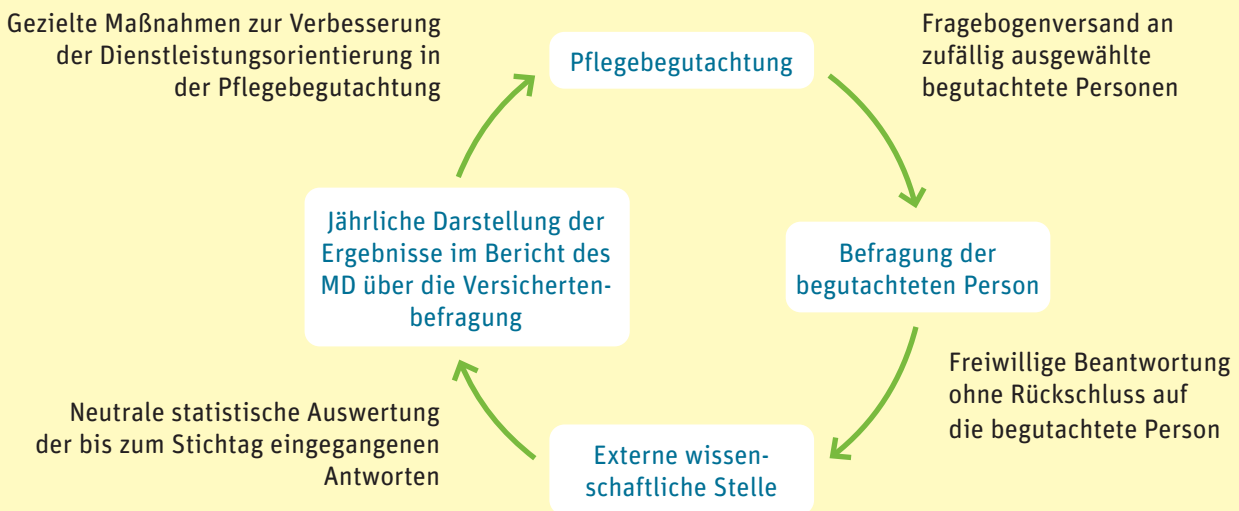 Gezielte Maßnahmen zur Verbesserung
der Dienstleistungsorientierung in
der Pflegebegutachtung
Pflegebegutachtung
Fragebogenversand an
zufällig ausgewählte
begutachtete Personen
Jährliche Darstellung der
Ergebnisse im Bericht des
MD über die Versicherten-
befragung
Befragung der
begutachteten Person
Freiwillige Beantwortung
ohne Rückschluss auf
die begutachtete Person
Neutrale statistische Auswertung
der bis zum Stichtag eingegangenen
Antworten
Externe wissen-
schaftliche Stelle